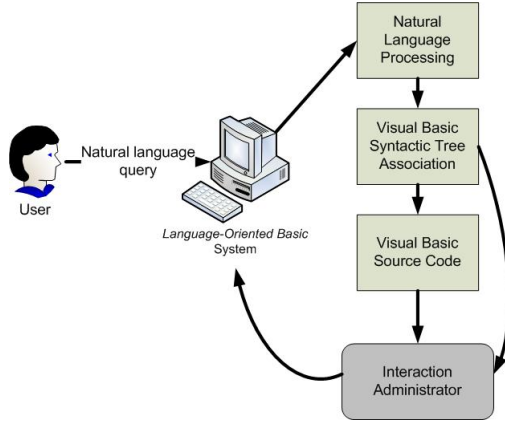 Natural
Language
Processing
Natural language
query
User
Language-Oriented Basic
System
Visual Basic
Syntactic Tree
Association
Visual Basic
Source Code
Interaction
Administrator